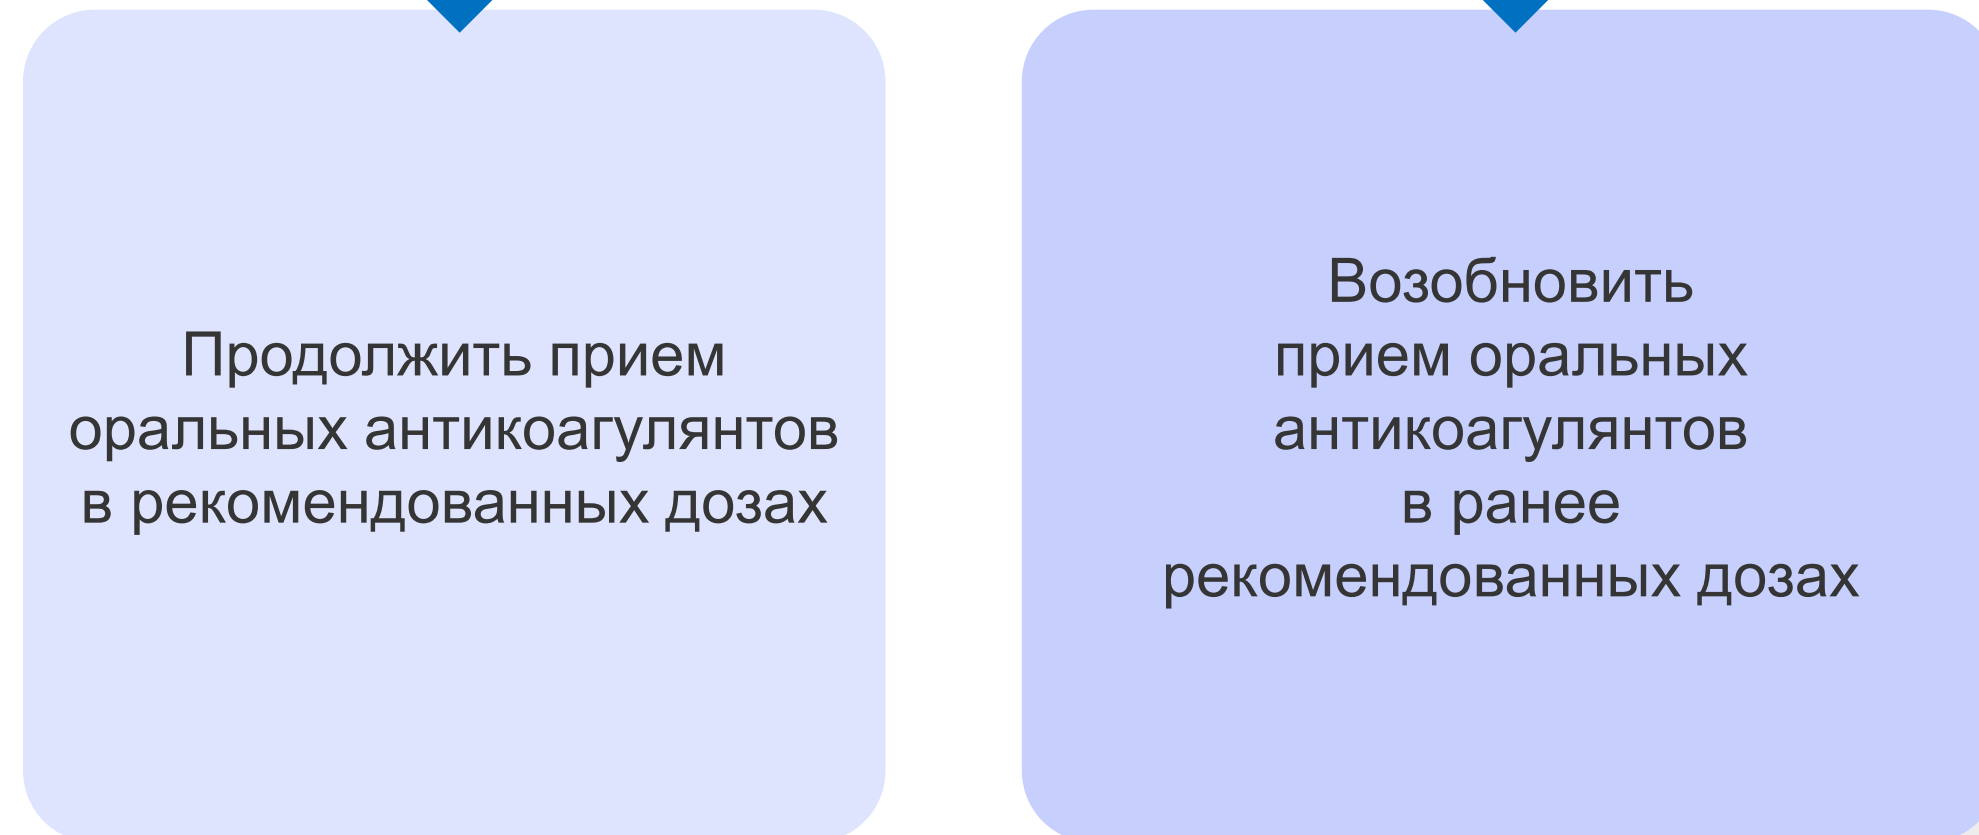 Продолжить прием
оральных антикоагулянтов
в рекомендованных дозах
Возобновить
прием оральных
антикоагулянтов
в ранее
рекомендованных дозах